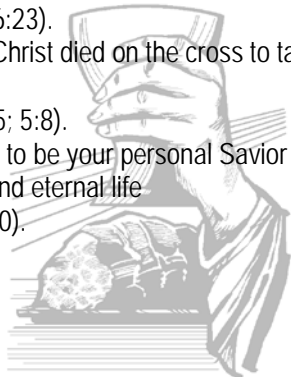 6:23).
Christ died on the cross to ta
5; 5:8).
to be your personal Savior
nd eternal life
0).